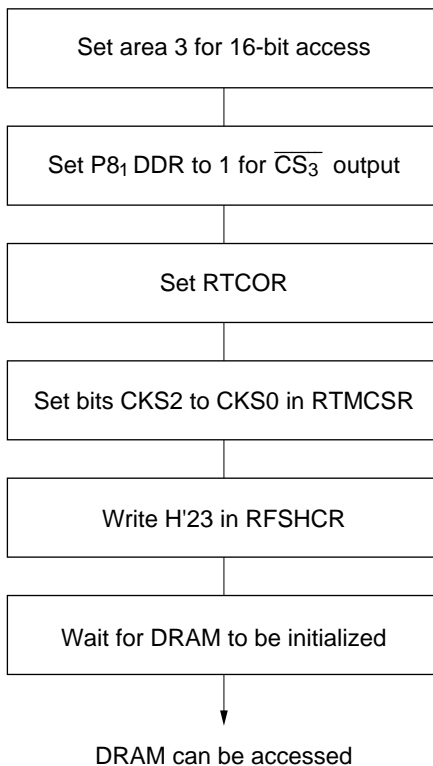 Set area 3 for 16-bit access
Set P8₁ DDR to 1 for C̅S̅₃̅ output
Set RTCOR
Set bits CKS2 to CKS0 in RTMCSR
Write H'23 in RFSHCR
Wait for DRAM to be initialized
DRAM can be accessed